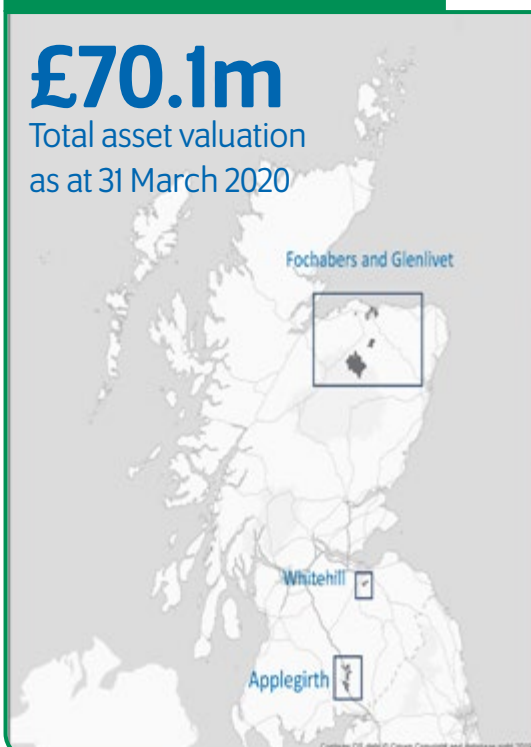 £70.1m
Total asset valuation
as at 31 March 2020
Fochabers and Glenlivet
Whitehill
Applegirth